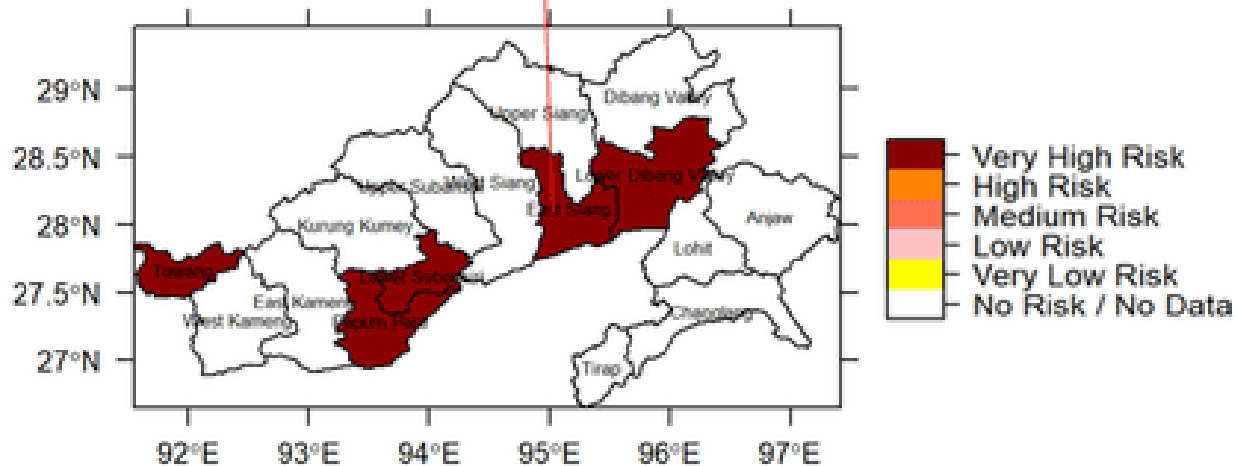 29°N
28.5°N
28°N
27.5°N
27°N
92°E
93°E
94°E
95°E
96°E
97°E
Dibang Valley
Upper Siang
Lower Dibang Valley
West Siang
Upper Subansiri
East Siang
Anjaw
Kurung Kumey
Lohit
Tawang
Lower Subansiri
East Kameng
West Kameng
Papum Pare
Changlang
Tirap
Very High Risk
High Risk
Medium Risk
Low Risk
Very Low Risk
No Risk / No Data